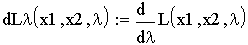 dLλ(x1 ,x2 ,λ) := d/dλ L(x1 ,x2 ,λ)